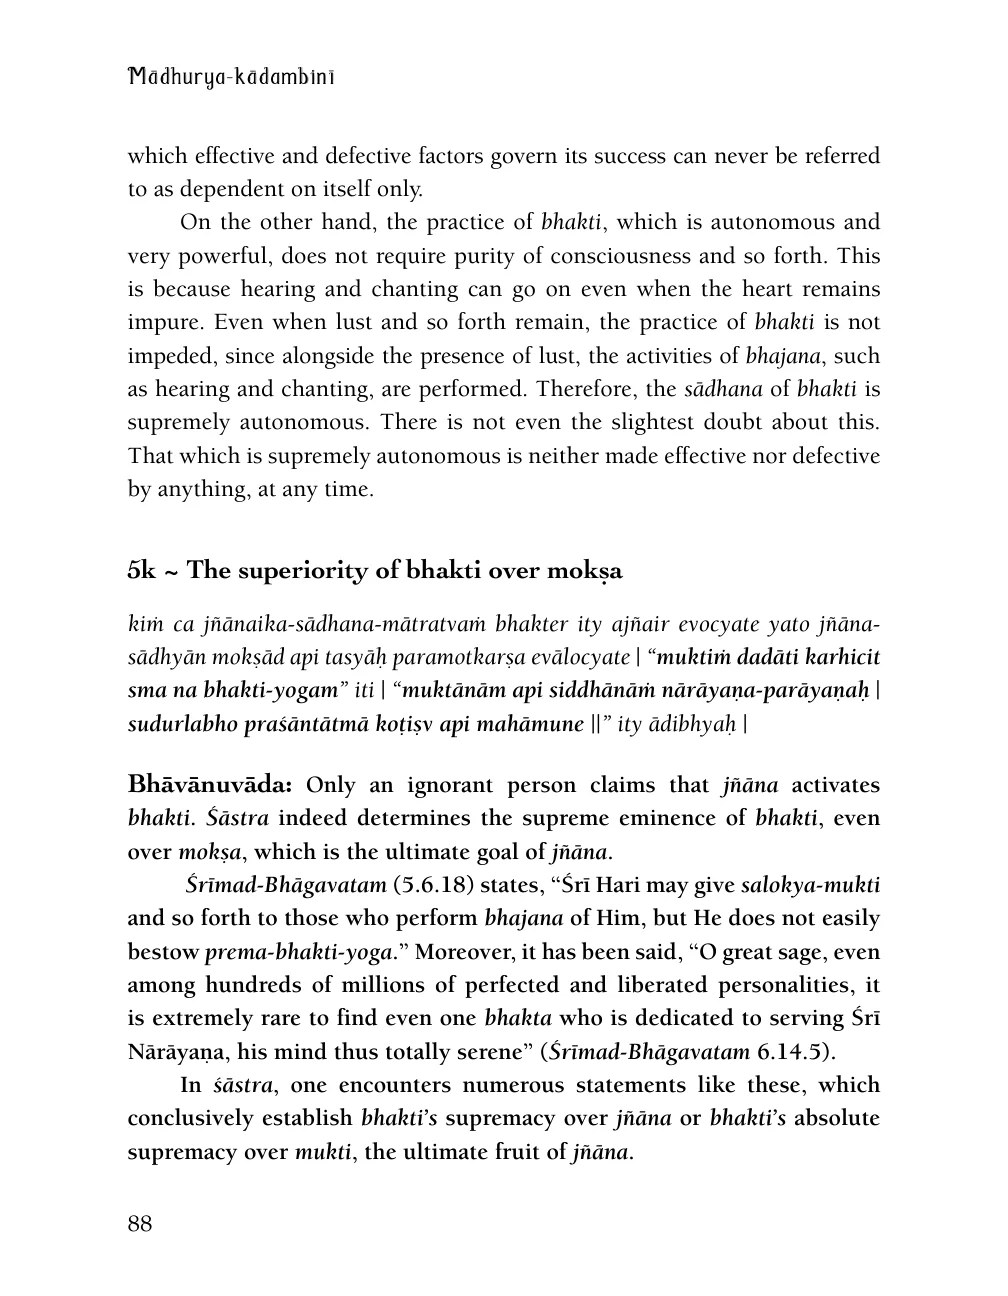 Mādhurya-kādambinī
which effective and defective factors govern its success can never be referred
to as dependent on itself only.
On the other hand, the practice of bhakti, which is autonomous and
very powerful, does not require purity of consciousness and so forth. This
is because hearing and chanting can go on even when the heart remains
impure. Even when lust and so forth remain, the practice of bhakti is not
impeded, since alongside the presence of lust, the activities of bhajana, such
as hearing and chanting, are performed. Therefore, the sādhana of bhakti is
supremely autonomous. There is not even the slightest doubt about this.
That which is supremely autonomous is neither made effective nor defective
by anything, at any time.
5k ~ The superiority of bhakti over mokṣa
kiṁ ca jñānaika-sādhana-mātratvaṁ bhakter ity ajñair evocyate yato jñāna-
sādhyān mokṣād api tasyāḥ paramotkarṣa evālocyate | “muktiṁ dadāti karhicit
sma na bhakti-yogam” iti | “muktānām api siddhānāṁ nārāyaṇa-parāyaṇaḥ |
sudurlabho praśāntātmā koṭiṣv api mahāmune ||” ity ādibhyaḥ |
Bhāvānuvāda: Only an ignorant person claims that jñāna activates
bhakti. Śāstra indeed determines the supreme eminence of bhakti, even
over mokṣa, which is the ultimate goal of jñāna.
Śrīmad-Bhāgavatam (5.6.18) states, “Śrī Hari may give salokya-mukti
and so forth to those who perform bhajana of Him, but He does not easily
bestow prema-bhakti-yoga.” Moreover, it has been said, “O great sage, even
among hundreds of millions of perfected and liberated personalities, it
is extremely rare to find even one bhakta who is dedicated to serving Śrī
Nārāyaṇa, his mind thus totally serene” (Śrīmad-Bhāgavatam 6.14.5).
In śāstra, one encounters numerous statements like these, which
conclusively establish bhakti’s supremacy over jñāna or bhakti’s absolute
supremacy over mukti, the ultimate fruit of jñāna.
88